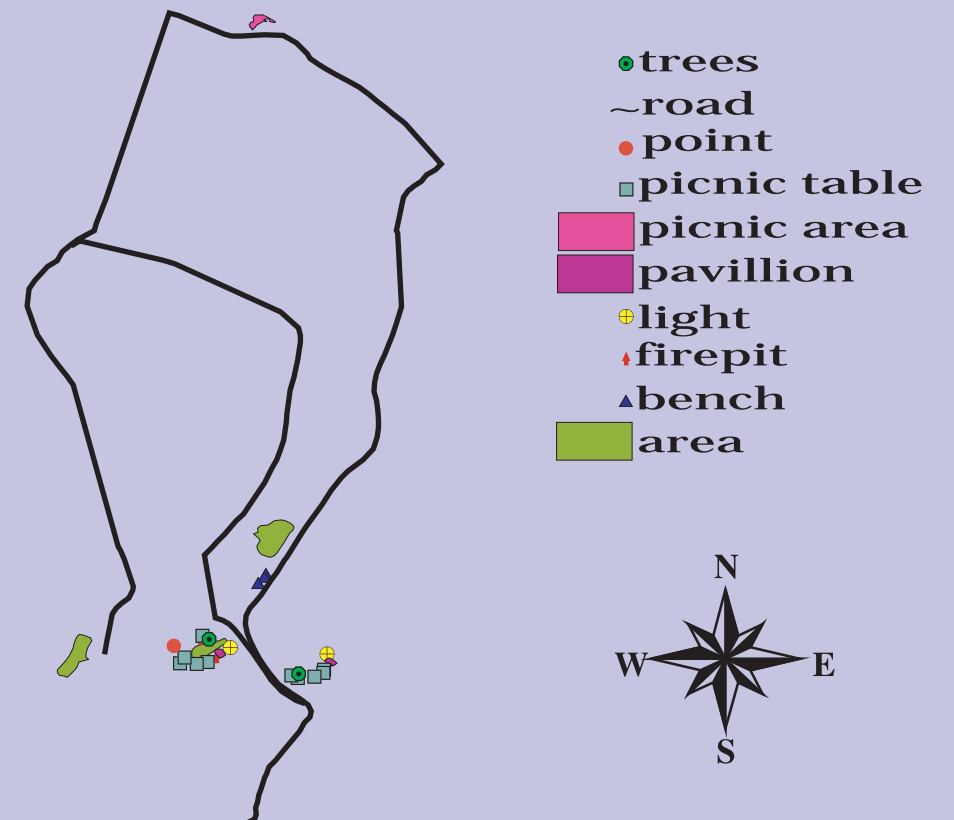 trees
road
point
picnic table
picnic area
pavillion
light
firepit
bench
area
N
W E
S